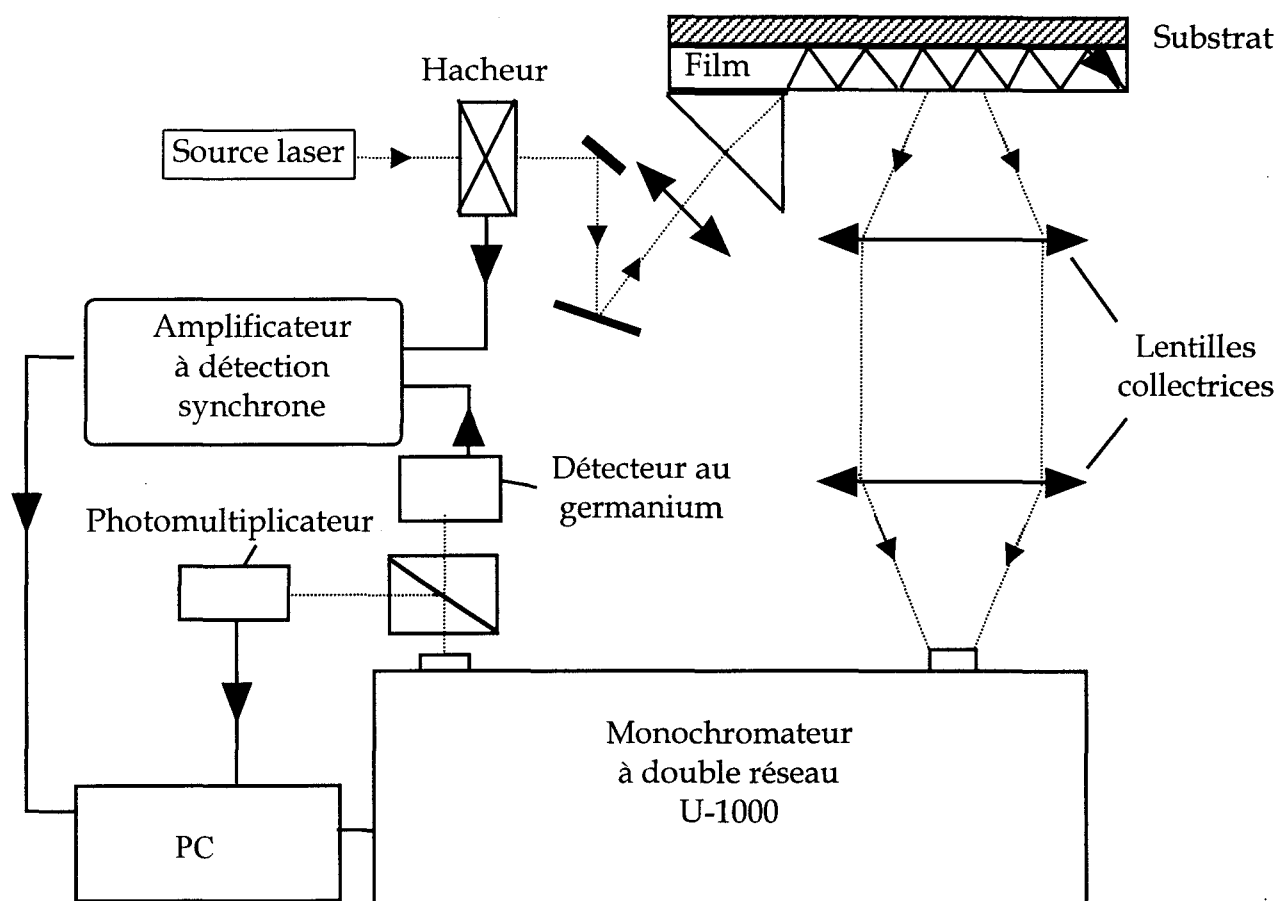 Substrat
Hacheur
Film
Source laser
Amplificateur
à détection
synchrone
Lentilles
collectrices
Détecteur au
germanium
Photomultiplicateur
Monochromateur
à double réseau
U-1000
PC